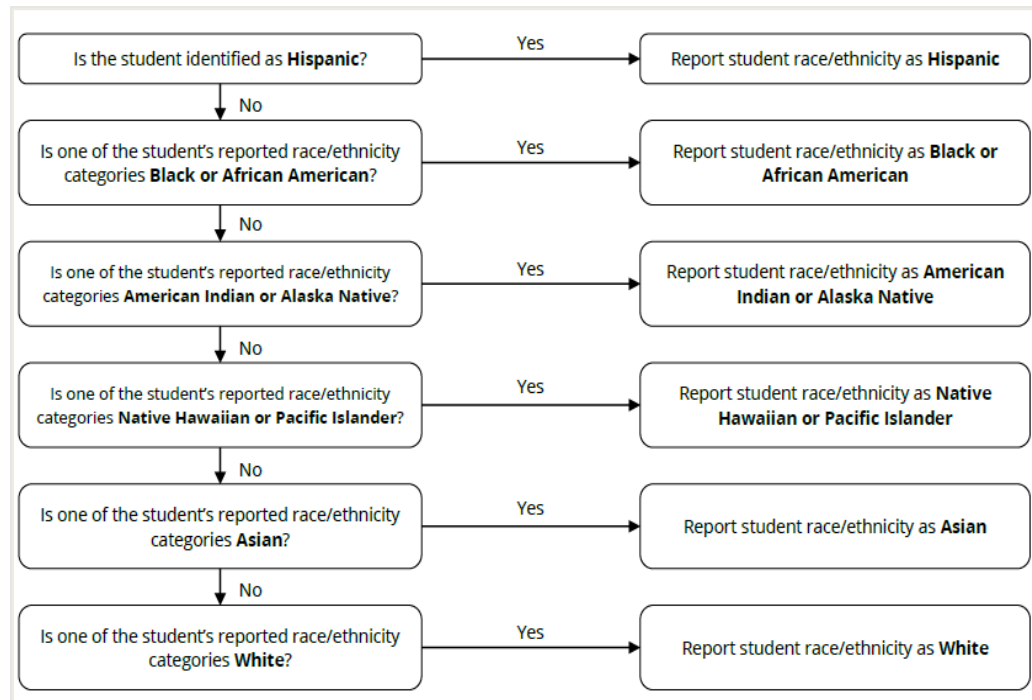 Is the student identified as Hispanic?
Yes
Report student race/ethnicity as Hispanic
No
Is one of the student's reported race/ethnicity
categories Black or African American?
Yes
Report student race/ethnicity as Black or
African American
No
Is one of the student's reported race/ethnicity
categories American Indian or Alaska Native?
Yes
Report student race/ethnicity as American
Indian or Alaska Native
No
Is one of the student's reported race/ethnicity
categories Native Hawaiian or Pacific Islander?
Yes
Report student race/ethnicity as Native
Hawaiian or Pacific Islander
No
Is one of the student's reported race/ethnicity
categories Asian?
Yes
Report student race/ethnicity as Asian
No
Is one of the student's reported race/ethnicity
categories White?
Yes
Report student race/ethnicity as White